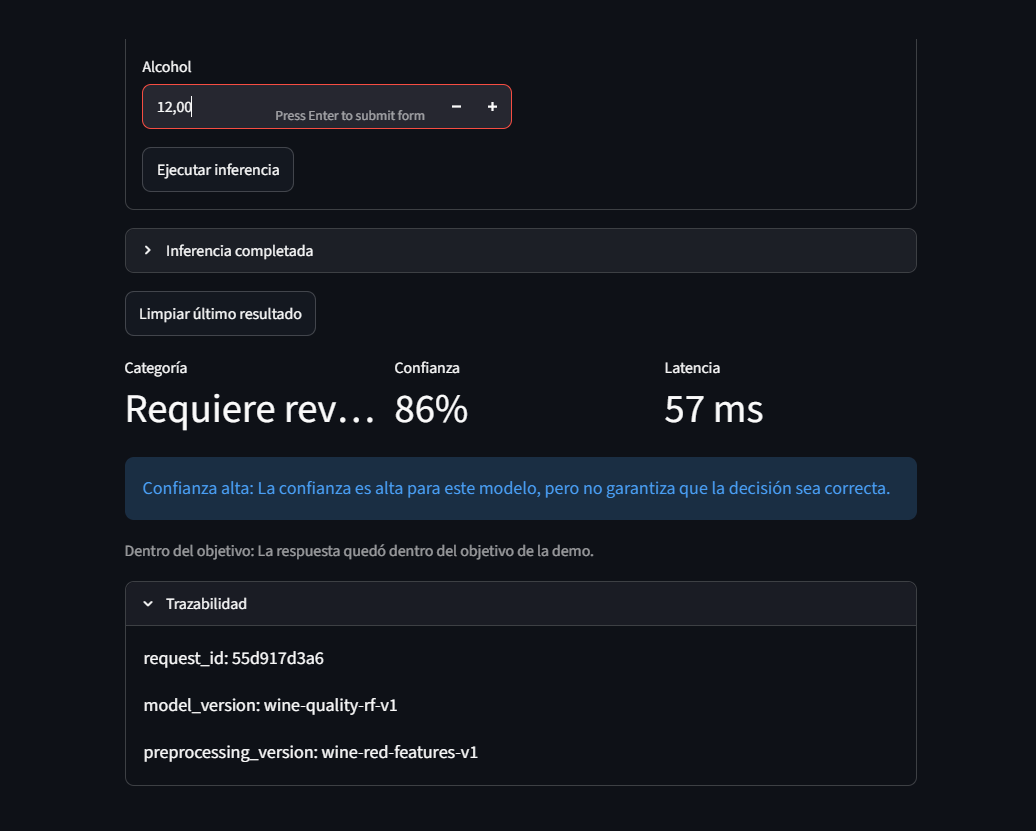 Alcohol
12,00
Press Enter to submit form
− +
Ejecutar inferencia
Inferencia completada
Limpiar último resultado
Categoría Confianza Latencia
Requiere rev… 86% 57 ms
Confianza alta: La confianza es alta para este modelo, pero no garantiza que la decisión sea correcta.
Dentro del objetivo: La respuesta quedó dentro del objetivo de la demo.
Trazabilidad
request_id: 55d917d3a6
model_version: wine-quality-rf-v1
preprocessing_version: wine-red-features-v1